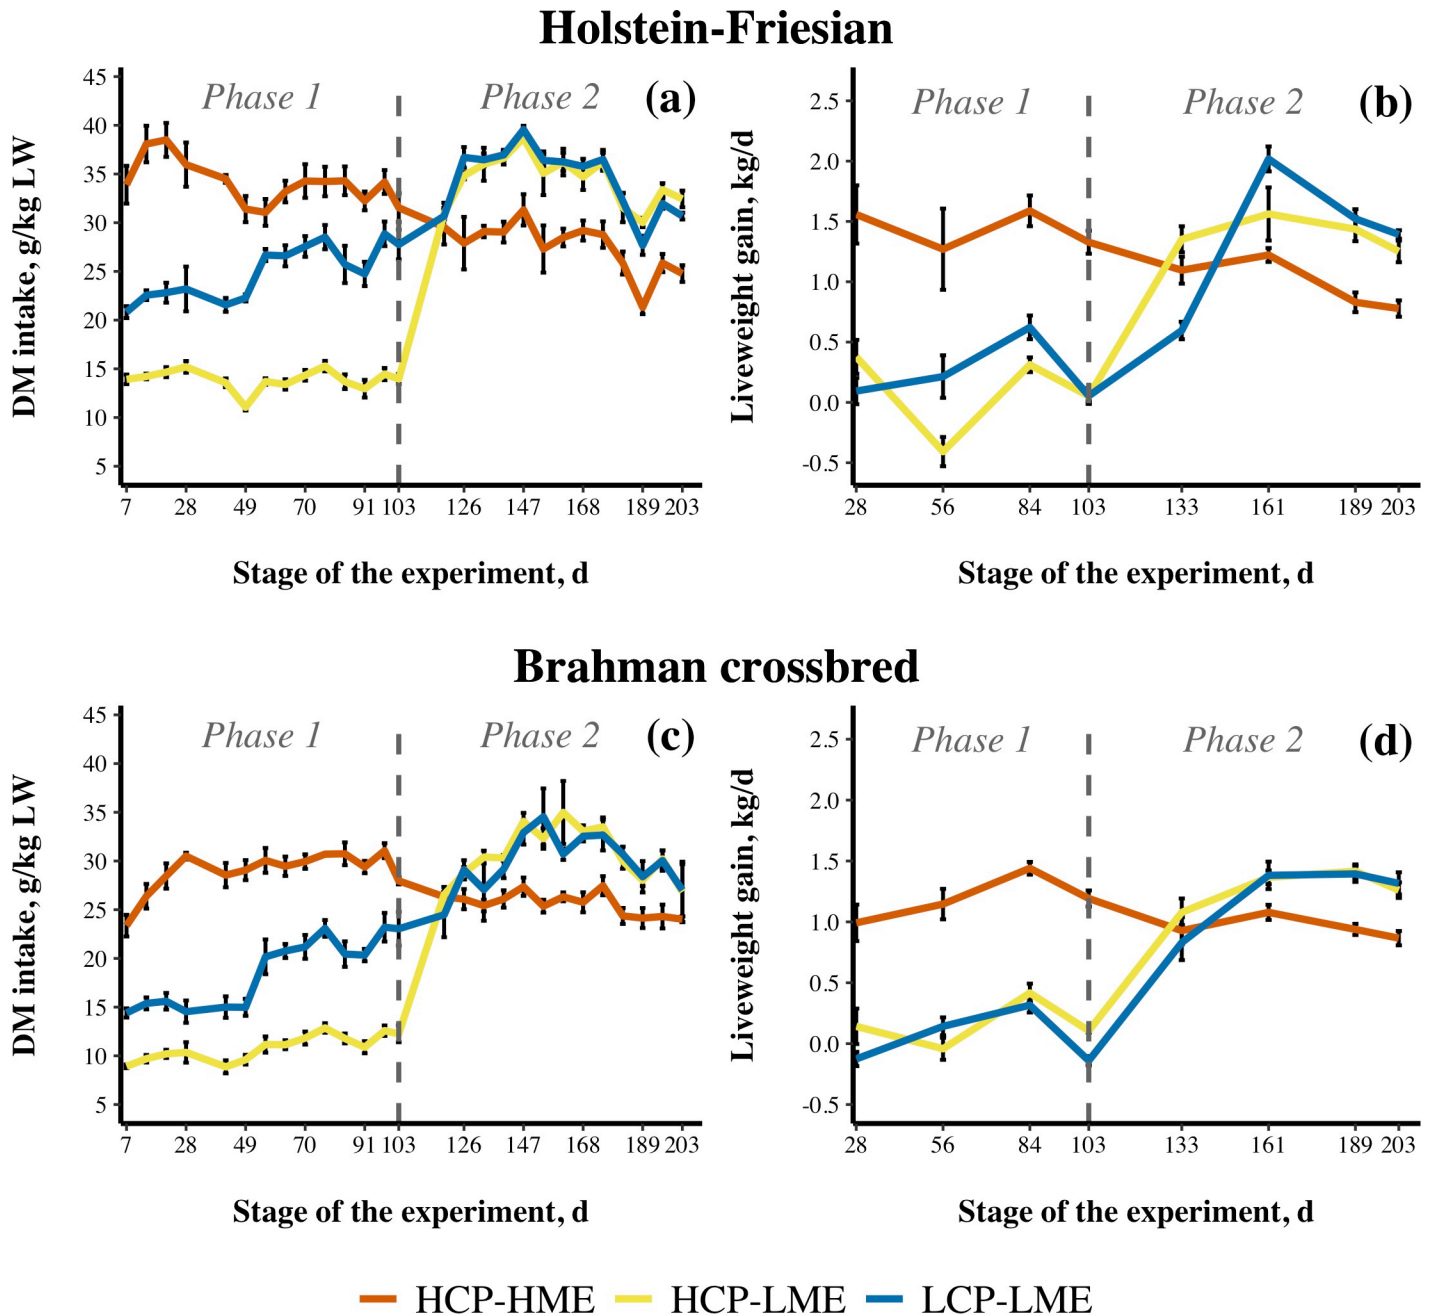 Holstein-Friesian
Phase 1
Phase 2
(a)
DM intake, g/kg LW
45
40
35
30
25
20
15
10
5
7 28 49 70 91 103 126 147 168 189 203
Stage of the experiment, d
Phase 1
Phase 2
(b)
Liveweight gain, kg/d
2.5
2.0
1.5
1.0
0.5
0.0
-0.5
28 56 84 103 133 161 189 203
Stage of the experiment, d
Brahman crossbred
Phase 1
Phase 2
(c)
DM intake, g/kg LW
45
40
35
30
25
20
15
10
5
7 28 49 70 91 103 126 147 168 189 203
Stage of the experiment, d
Phase 1
Phase 2
(d)
Liveweight gain, kg/d
2.5
2.0
1.5
1.0
0.5
0.0
-0.5
28 56 84 103 133 161 189 203
Stage of the experiment, d
HCP-HME HCP-LME LCP-LME